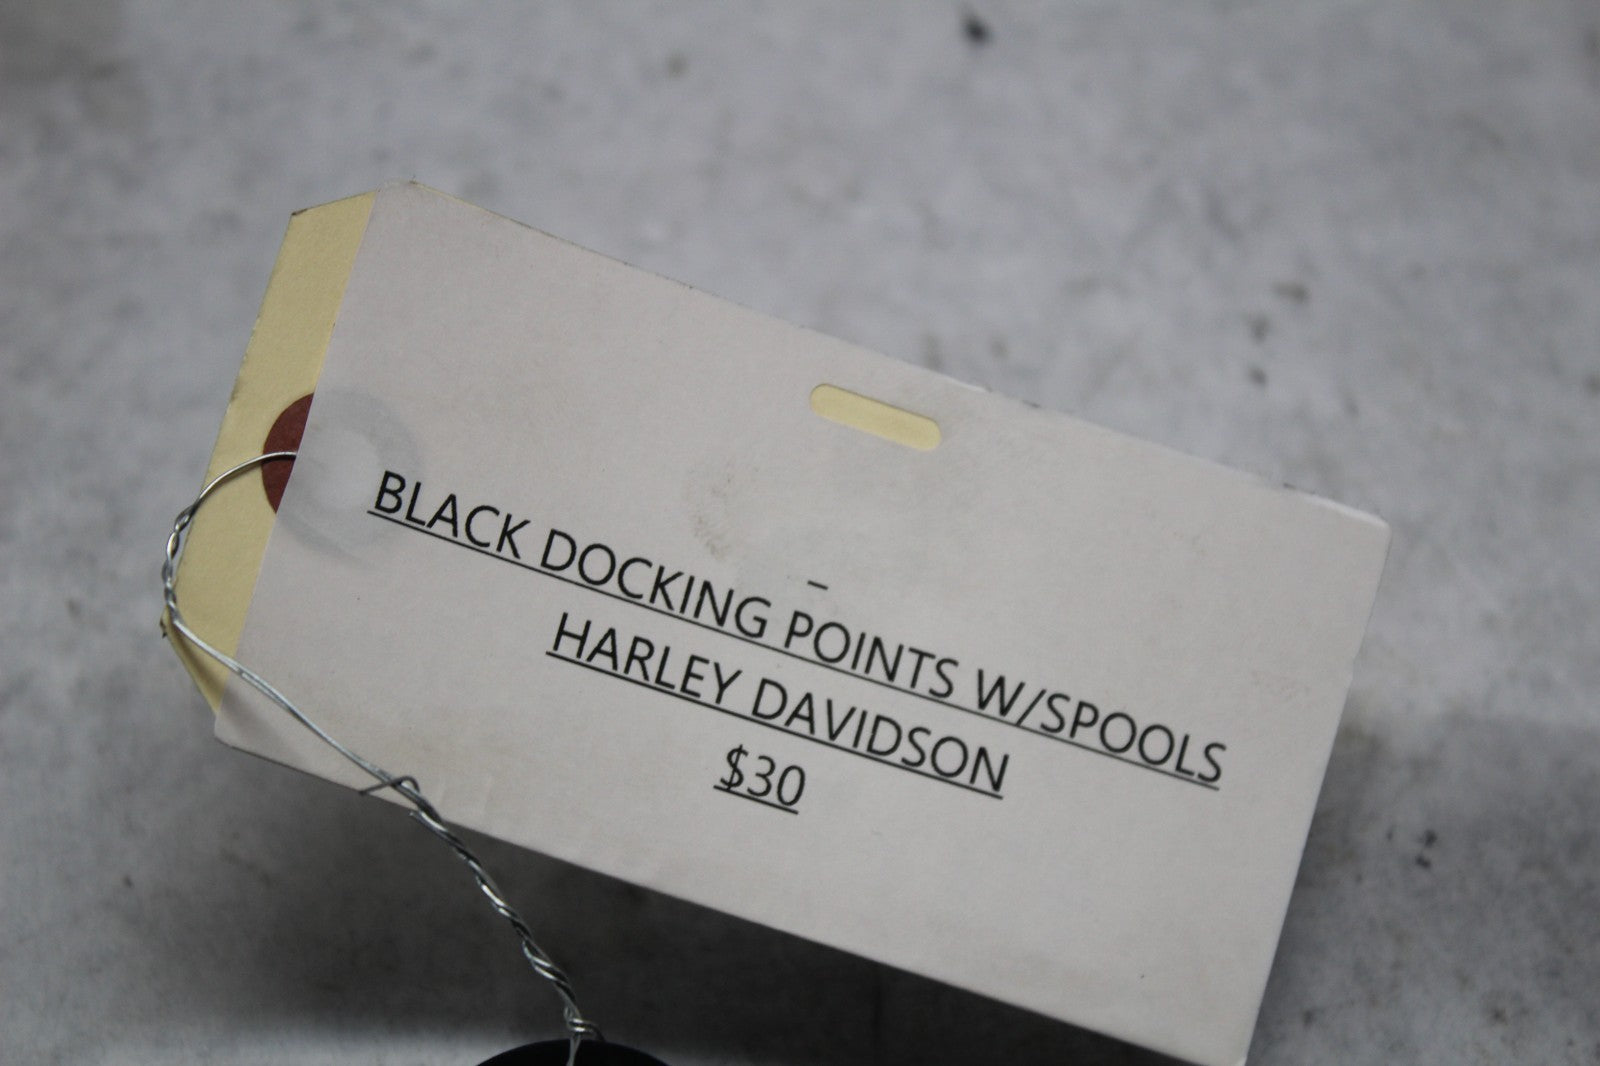 BLACK DOCKING POINTS W/SPOOLS
HARLEY DAVIDSON
$30